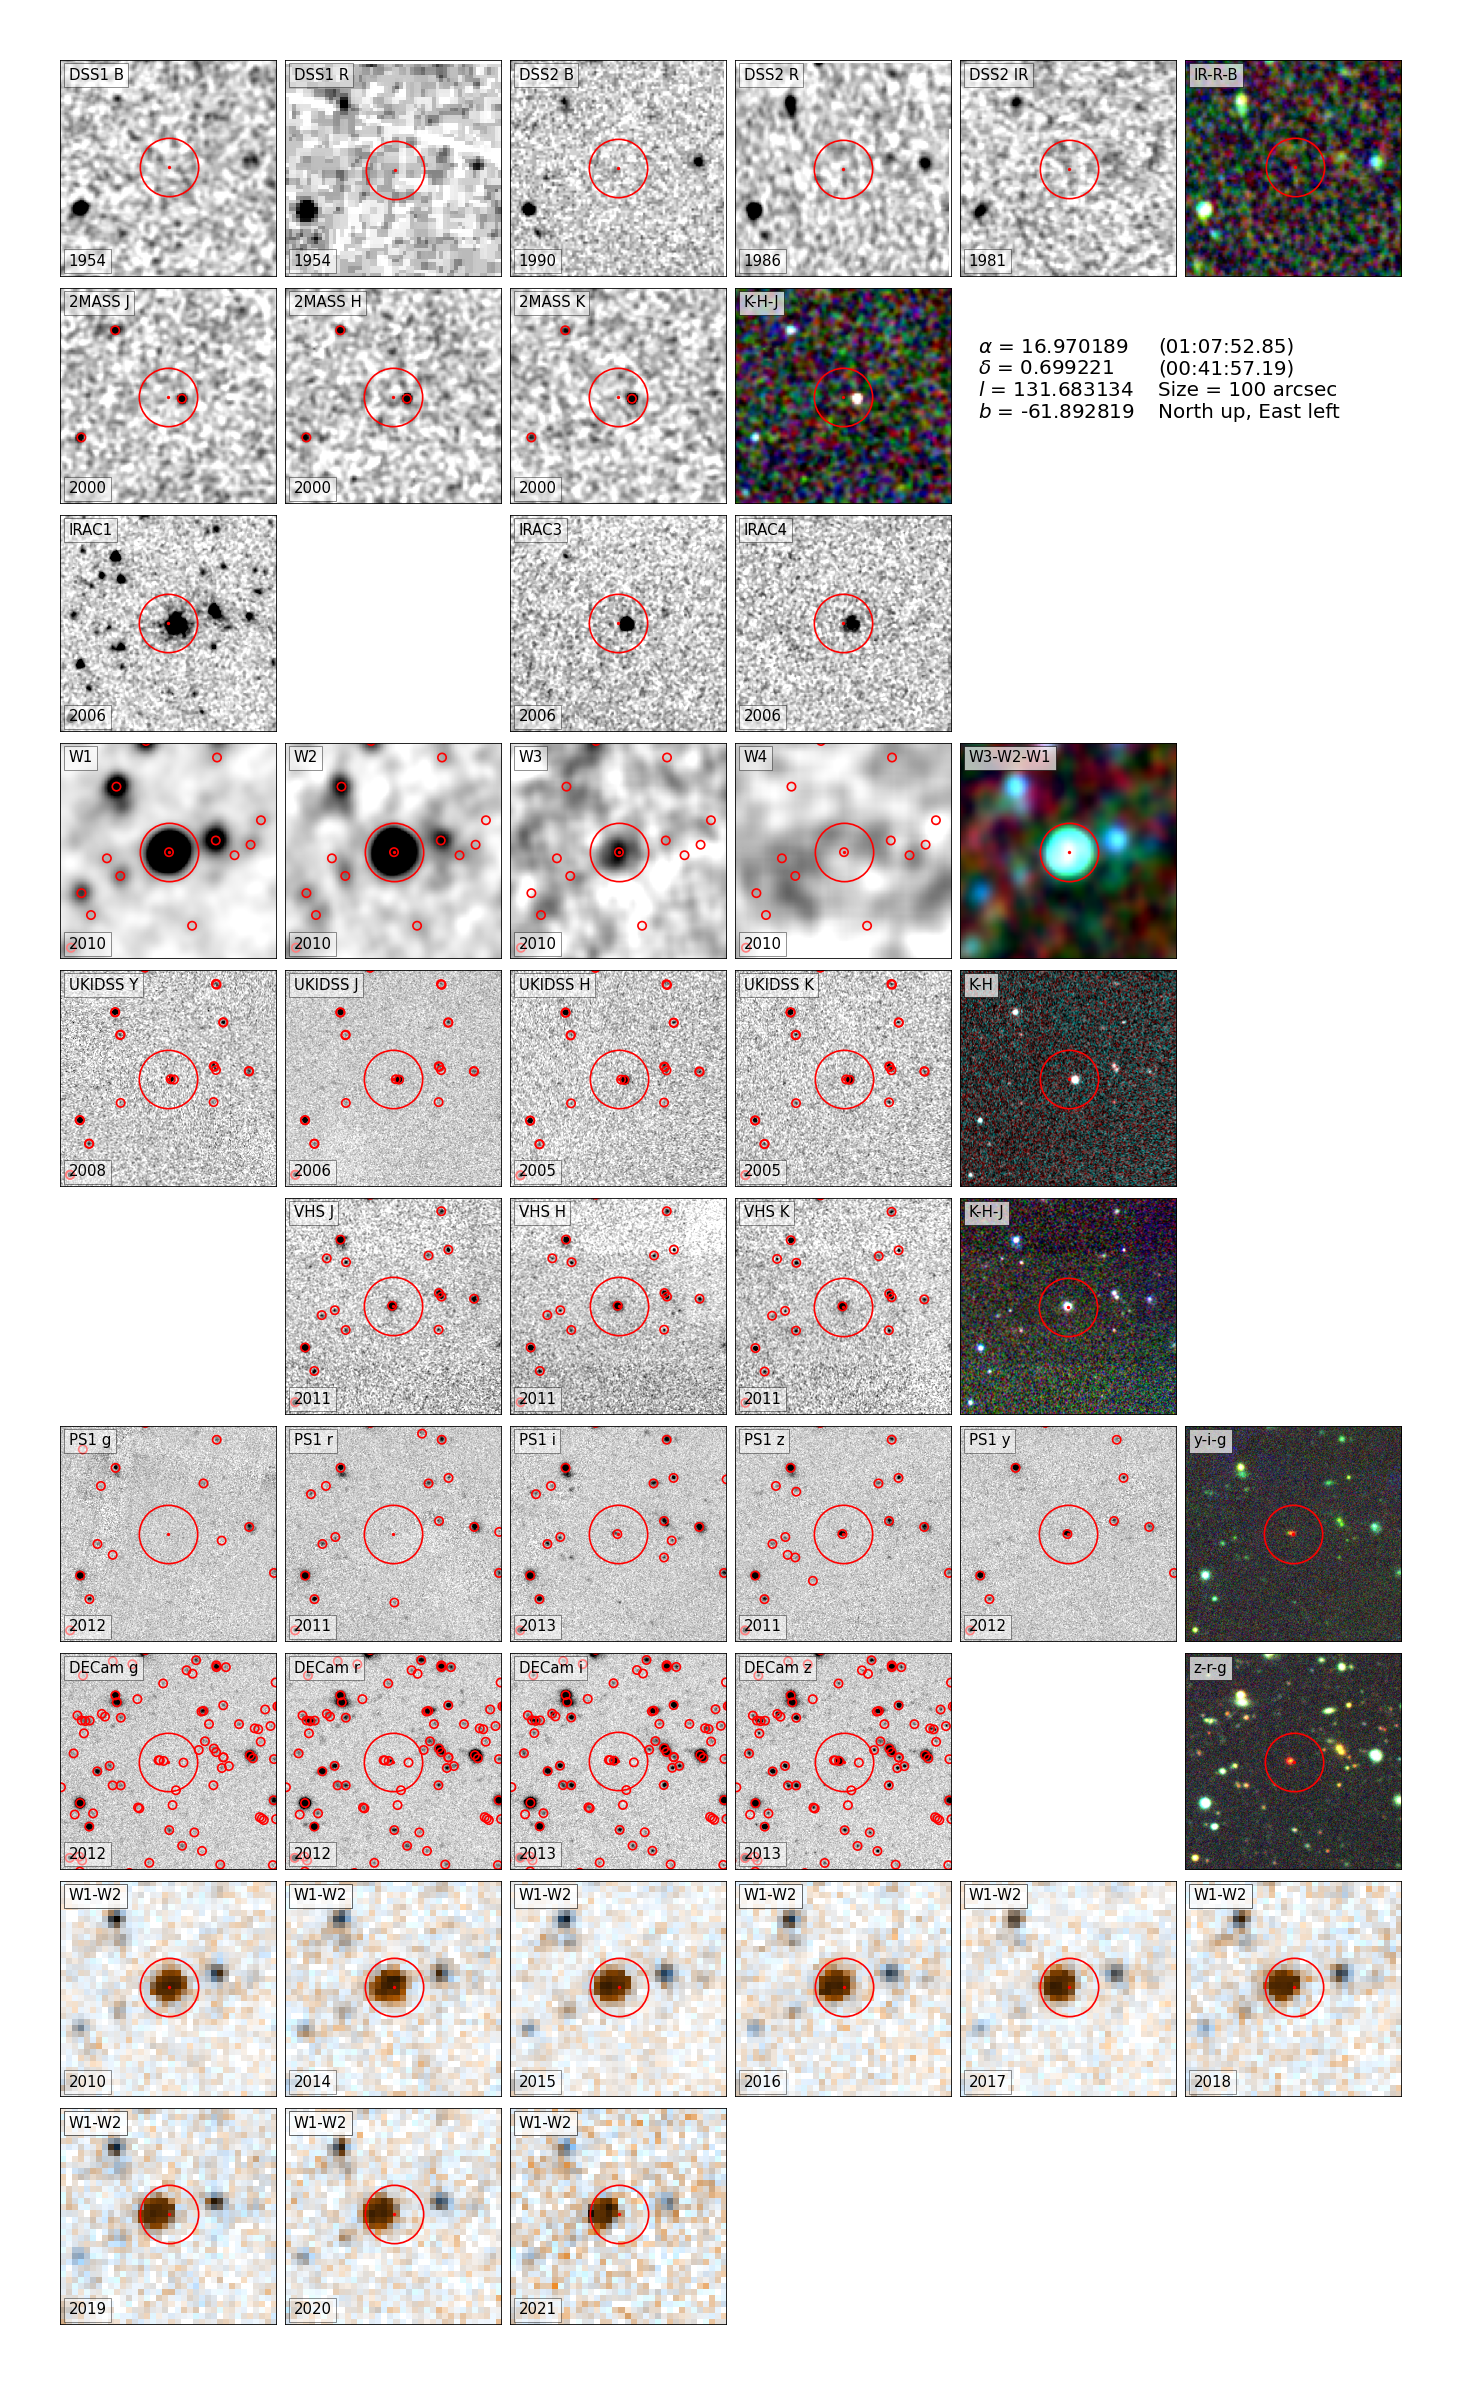 DSS1 B
DSS1 R
DSS2 B
DSS2 R
DSS2 IR
IR-R-B
1954
1954
1990
1986
1981
2MASS J
2MASS H
2MASS K
K-H-J
α = 16.970189 (01:07:52.85)
δ = 0.699221 (00:41:57.19)
l = 131.683134 Size = 100 arcsec
b = -61.892819 North up, East left
2000
2000
2000
IRAC1
IRAC3
IRAC4
2006
2006
2006
W1
W2
W3
W4
W3-W2-W1
2010
2010
2010
2010
UKIDSS Y
UKIDSS J
UKIDSS H
UKIDSS K
K-H
2008
2006
2005
2005
VHS J
VHS H
VHS K
K-H-J
2011
2011
2011
PS1 g
PS1 r
PS1 i
PS1 z
PS1 y
y-i-g
2012
2011
2013
2011
2012
DECam g
DECam r
DECam i
DECam z
z-r-g
2012
2012
2013
2013
W1-W2
W1-W2
W1-W2
W1-W2
W1-W2
W1-W2
2010
2014
2015
2016
2017
2018
W1-W2
W1-W2
W1-W2
2019
2020
2021